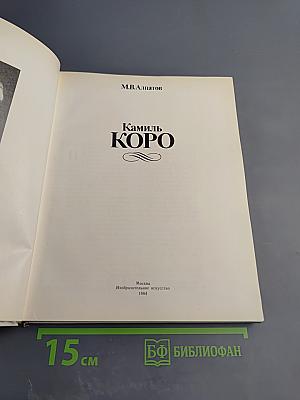 М.В.Алпатов
Камиль
КОРО
Москва
Изобразительное искусство
1984
15 см
БФ БИБЛИОФАН